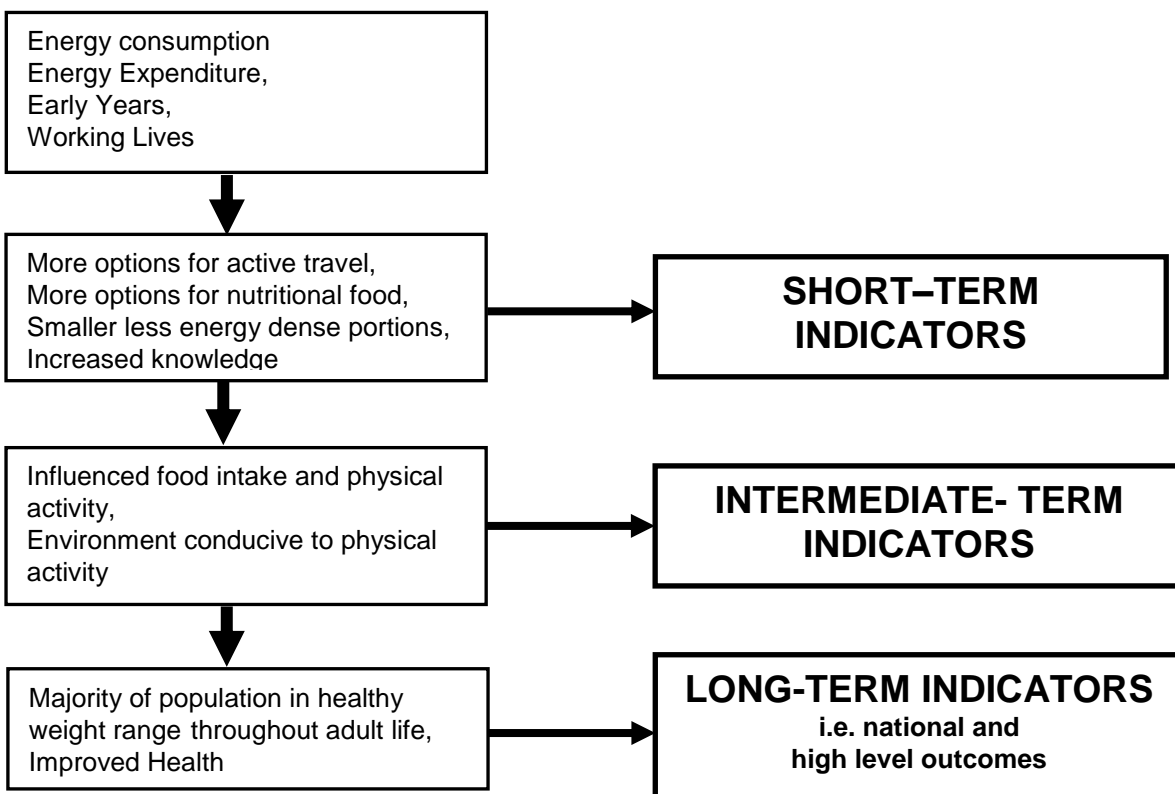 Energy consumption
Energy Expenditure,
Early Years,
Working Lives
More options for active travel,
More options for nutritional food,
Smaller less energy dense portions,
Increased knowledge
SHORT–TERM
INDICATORS
Influenced food intake and physical
activity,
Environment conducive to physical
activity
INTERMEDIATE- TERM
INDICATORS
Majority of population in healthy
weight range throughout adult life,
Improved Health
LONG-TERM INDICATORS
i.e. national and
high level outcomes